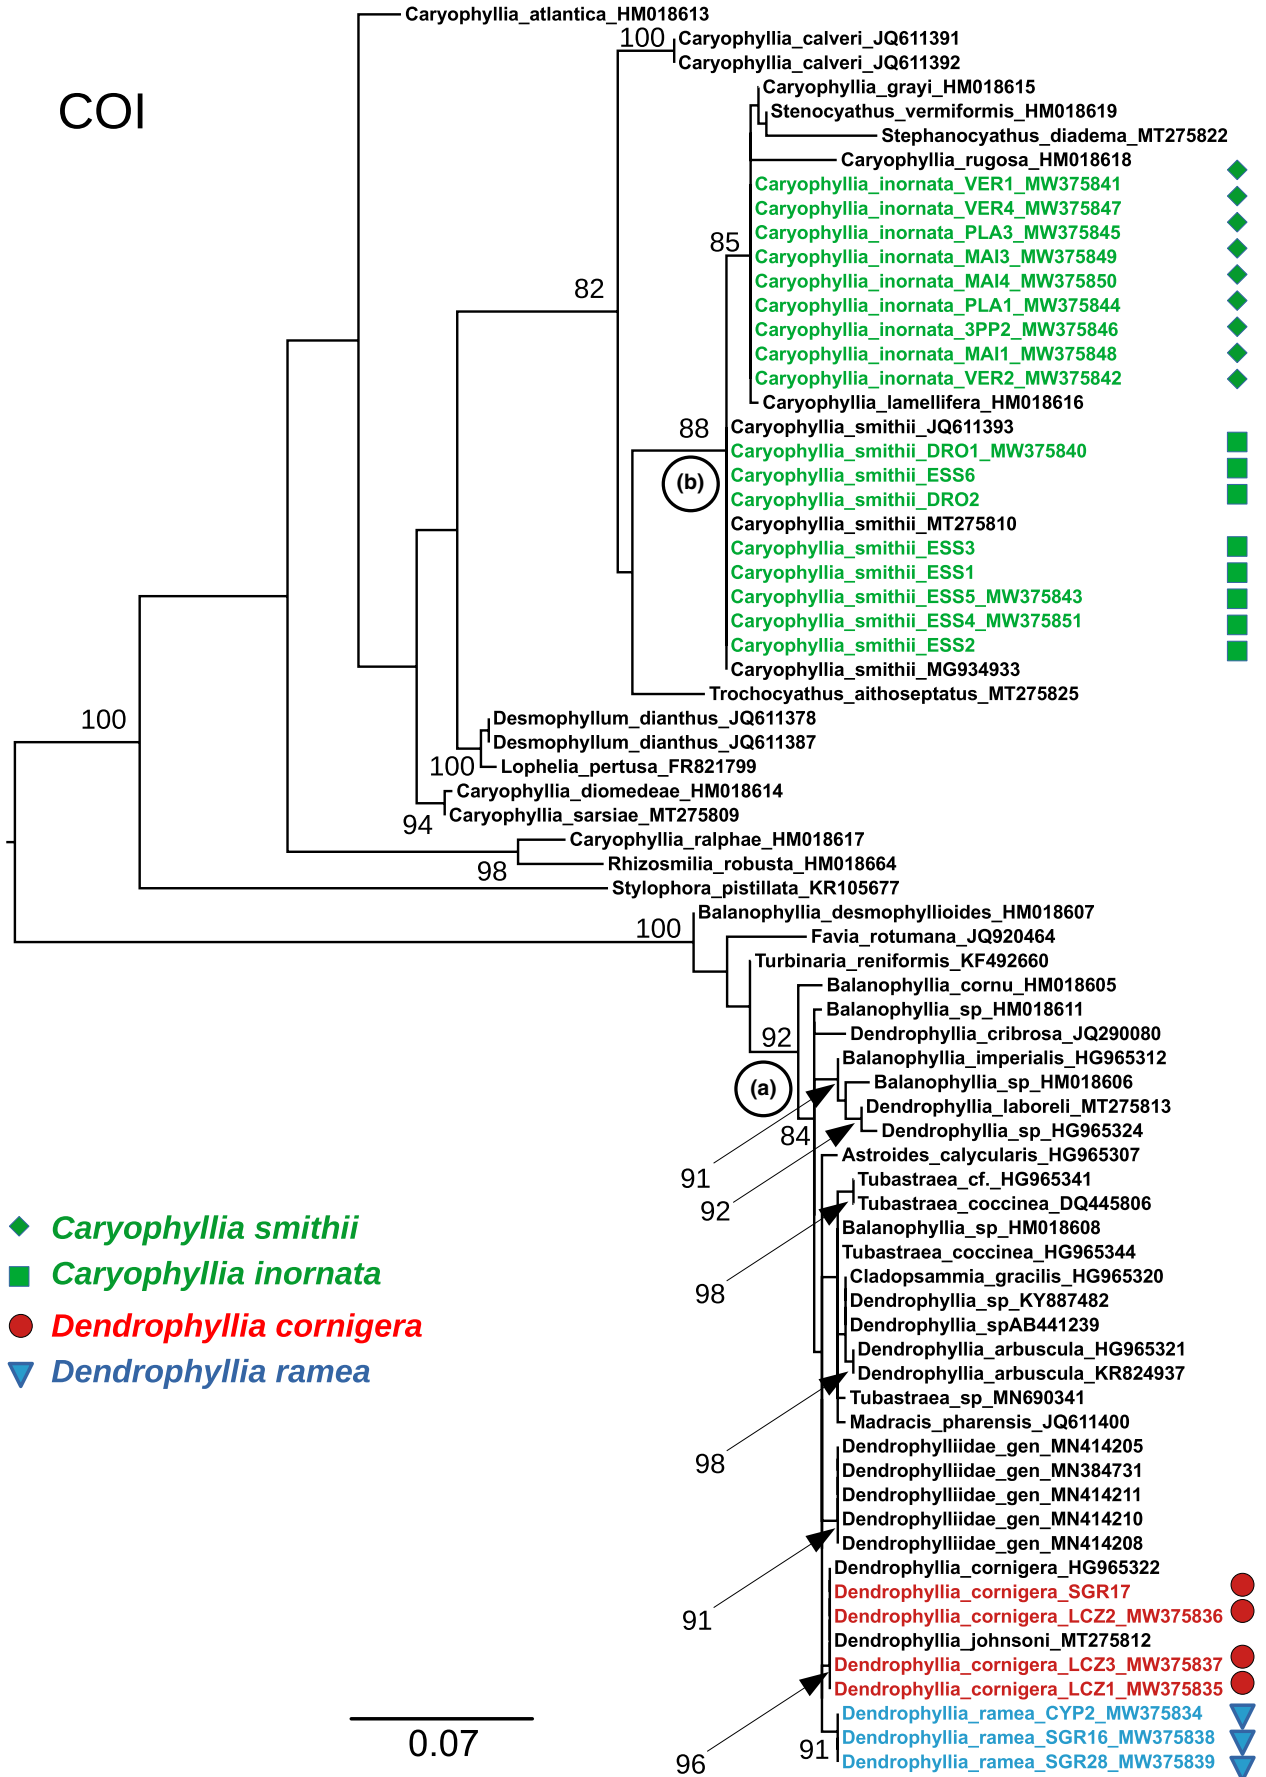 Caryophyllia_atlantica_HM018613
100
Caryophyllia_calveri_JQ611391
Caryophyllia_calveri_JQ611392
COI
Caryophyllia_grayi_HM018615
Stenocyathus_vermiformis_HM018619
Stephanocyathus_diadema_MT275822
Caryophyllia_rugosa_HM018618
Caryophyllia_inornata_VER1_MW375841
Caryophyllia_inornata_VER4_MW375847
Caryophyllia_inornata_PLA3_MW375845
85
Caryophyllia_inornata_MAI3_MW375849
Caryophyllia_inornata_MAI4_MW375850
82
Caryophyllia_inornata_PLA1_MW375844
Caryophyllia_inornata_3PP2_MW375846
Caryophyllia_inornata_MAI1_MW375848
Caryophyllia_inornata_VER2_MW375842
Caryophyllia_lamellifera_HM018616
88
Caryophyllia_smithii_JQ611393
Caryophyllia_smithii_DRO1_MW375840
Caryophyllia_smithii_ESS6
(b)
Caryophyllia_smithii_DRO2
Caryophyllia_smithii_MT275810
Caryophyllia_smithii_ESS3
Caryophyllia_smithii_ESS1
Caryophyllia_smithii_ESS5_MW375843
Caryophyllia_smithii_ESS4_MW375851
Caryophyllia_smithii_ESS2
Caryophyllia_smithii_MG934933
Trochocyathus_aithoseptatus_MT275825
100
Desmophyllum_dianthus_JQ611378
Desmophyllum_dianthus_JQ611387
100
Lophelia_pertusa_FR821799
Caryophyllia_diomedeae_HM018614
Caryophyllia_sarsiae_MT275809
94
Caryophyllia_ralphae_HM018617
Rhizosmilia_robusta_HM018664
98
Stylophora_pistillata_KR105677
Balanophyllia_desmophyllioides_HM018607
100
Favia_rotumana_JQ920464
Turbinaria_reniformis_KF492660
Balanophyllia_cornu_HM018605
Balanophyllia_sp_HM018611
92
Dendrophyllia_cribrosa_JQ290080
Balanophyllia_imperialis_HG965312
(a)
Balanophyllia_sp_HM018606
Dendrophyllia_laboreli_MT275813
84
Dendrophyllia_sp_HG965324
Astroides_calycularis_HG965307
91
Tubastraea_cf._HG965341
92
Tubastraea_coccinea_DQ445806
Balanophyllia_sp_HM018608
Tubastraea_coccinea_HG965344
Cladopsammia_gracilis_HG965320
98
Dendrophyllia_sp_KY887482
Dendrophyllia_spAB441239
Dendrophyllia_arbuscula_HG965321
Dendrophyllia_arbuscula_KR824937
Tubastraea_sp_MN690341
Madracis_pharensis_JQ611400
Caryophyllia smithii
Caryophyllia inornata
Dendrophyllia cornigera
Dendrophyllia ramea
Dendrophylliidae_gen_MN414205
98
Dendrophylliidae_gen_MN384731
Dendrophylliidae_gen_MN414211
Dendrophylliidae_gen_MN414210
Dendrophylliidae_gen_MN414208
Dendrophyllia_cornigera_HG965322
Dendrophyllia_cornigera_SGR17
91
Dendrophyllia_cornigera_LCZ2_MW375836
Dendrophyllia_johnsoni_MT275812
Dendrophyllia_cornigera_LCZ3_MW375837
Dendrophyllia_cornigera_LCZ1_MW375835
Dendrophyllia_ramea_CYP2_MW375834
Dendrophyllia_ramea_SGR16_MW375838
0.07
91
Dendrophyllia_ramea_SGR28_MW375839
96